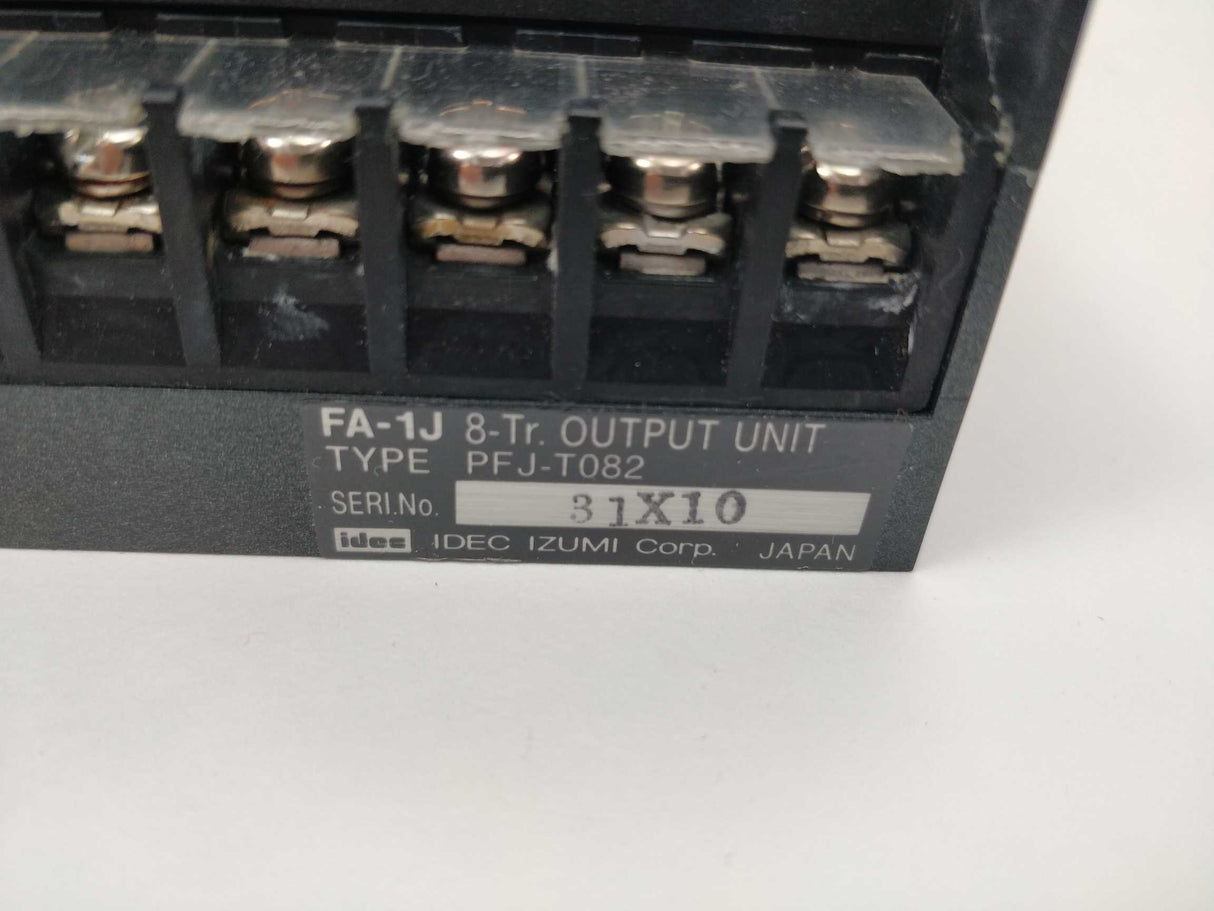 FA-1J 8-Tr. OUTPUT UNIT
TYPE PFJ-T082
SERI.No. 31X10
idec IDEC IZUMI Corp. JAPAN